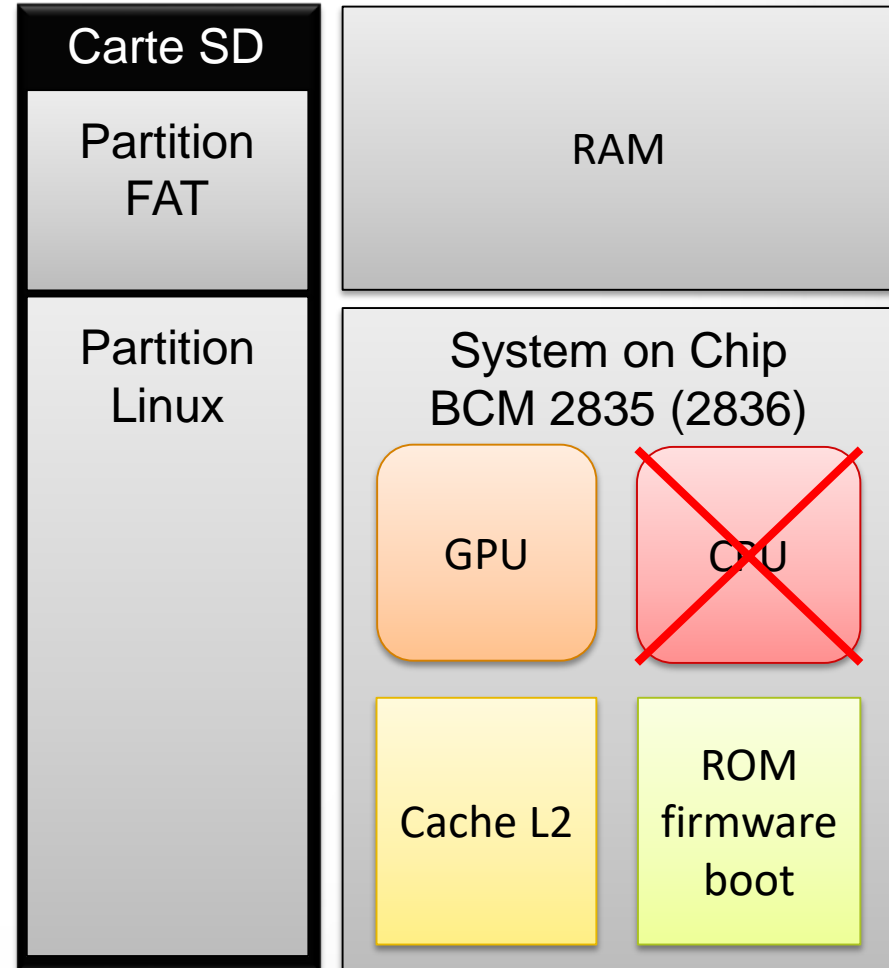 Carte SD
Partition
FAT
Partition
Linux
RAM
System on Chip
BCM 2835 (2836)
GPU
CPU
Cache L2
ROM
firmware
boot